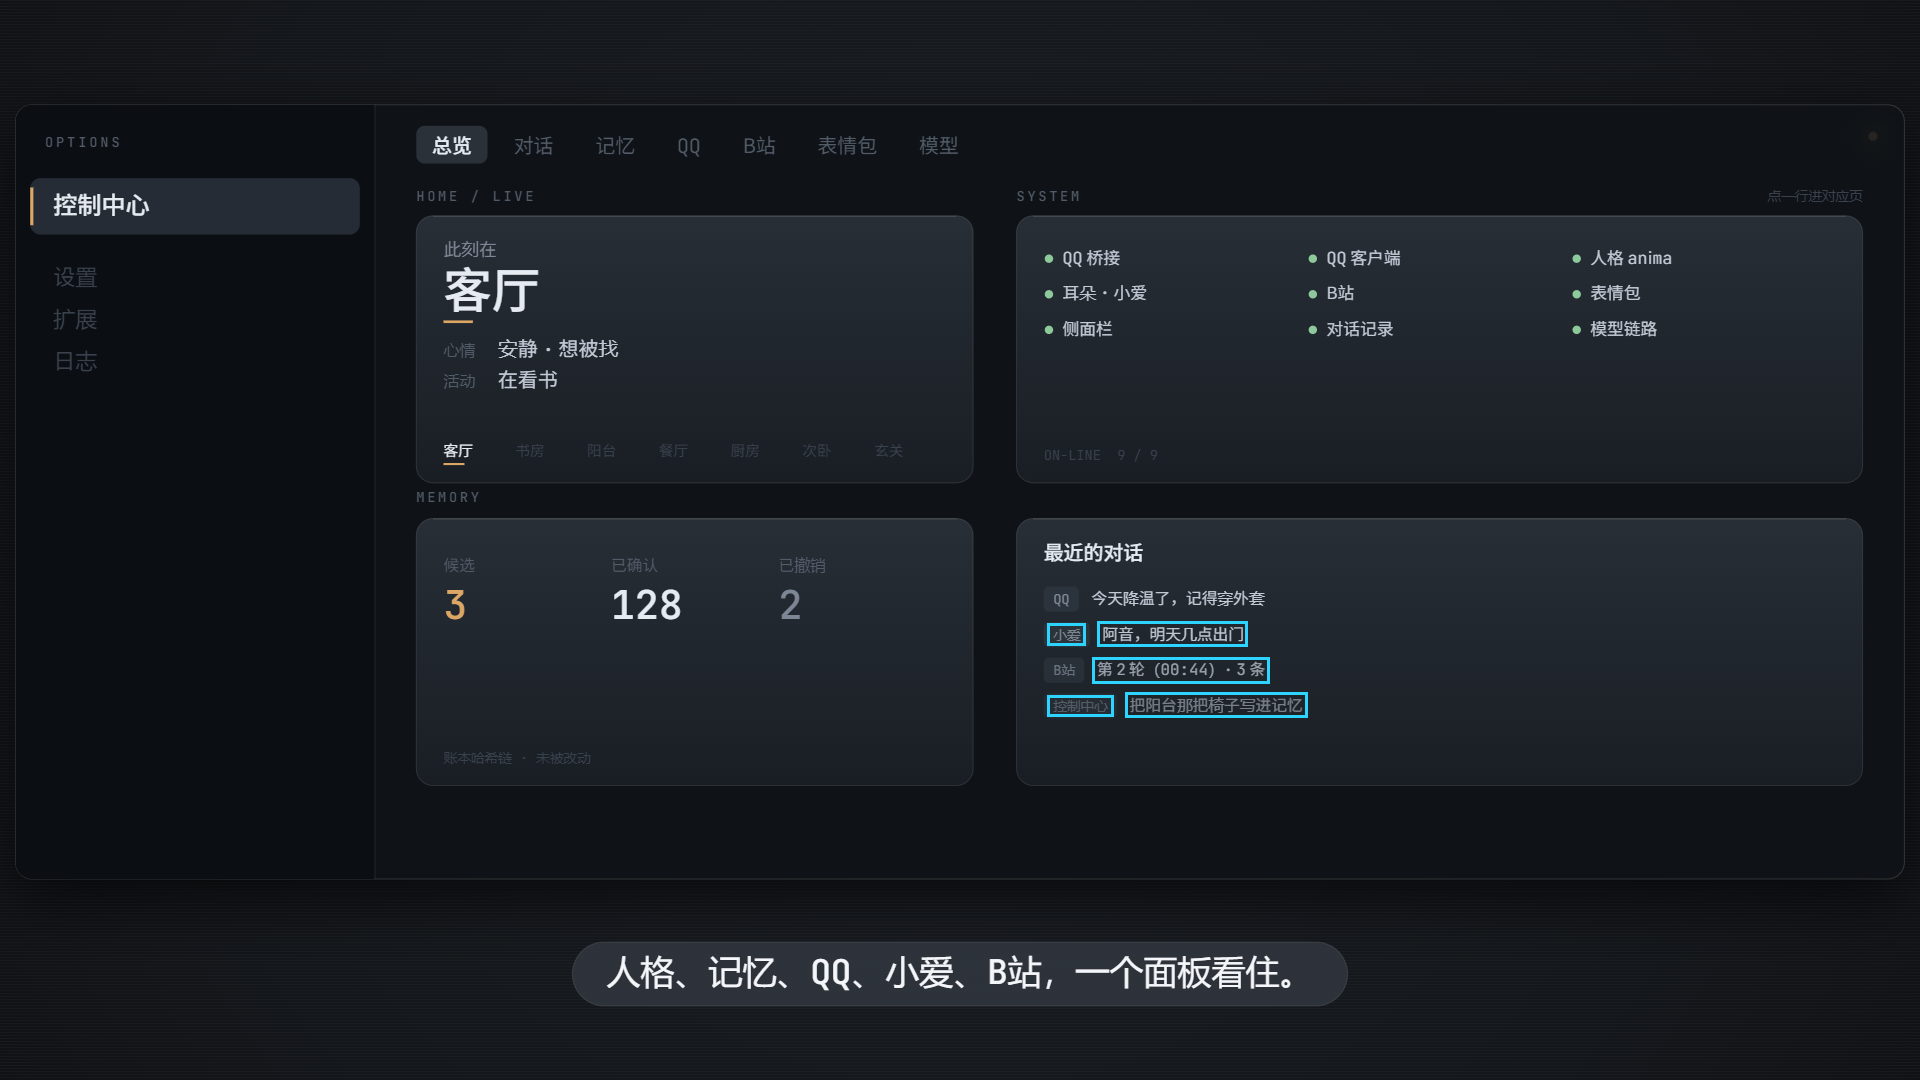 OPTIONS
控制中心
设置
扩展
日志
总览 对话 记忆 QQ B站 表情包 模型
HOME / LIVE
此刻在
客厅
心情 安静·想被找
活动 在看书
客厅 书房 阳台 餐厅 厨房 次卧 玄关
SYSTEM 点一行进对应页
QQ 桥接 QQ 客户端 人格 anima
耳朵·小爱 B站 表情包
侧面栏 对话记录 模型链路
ON-LINE 9 / 9
MEMORY
候选 已确认 已撤销
3 128 2
账本哈希链 · 未被改动
最近的对话
QQ 今天降温了，记得穿外套
小爱 阿音，明天几点出门
B站 第 2 轮（00:44）· 3 条
控制中心 把阳台那把椅子写进记忆
人格、记忆、QQ、小爱、B站，一个面板看住。